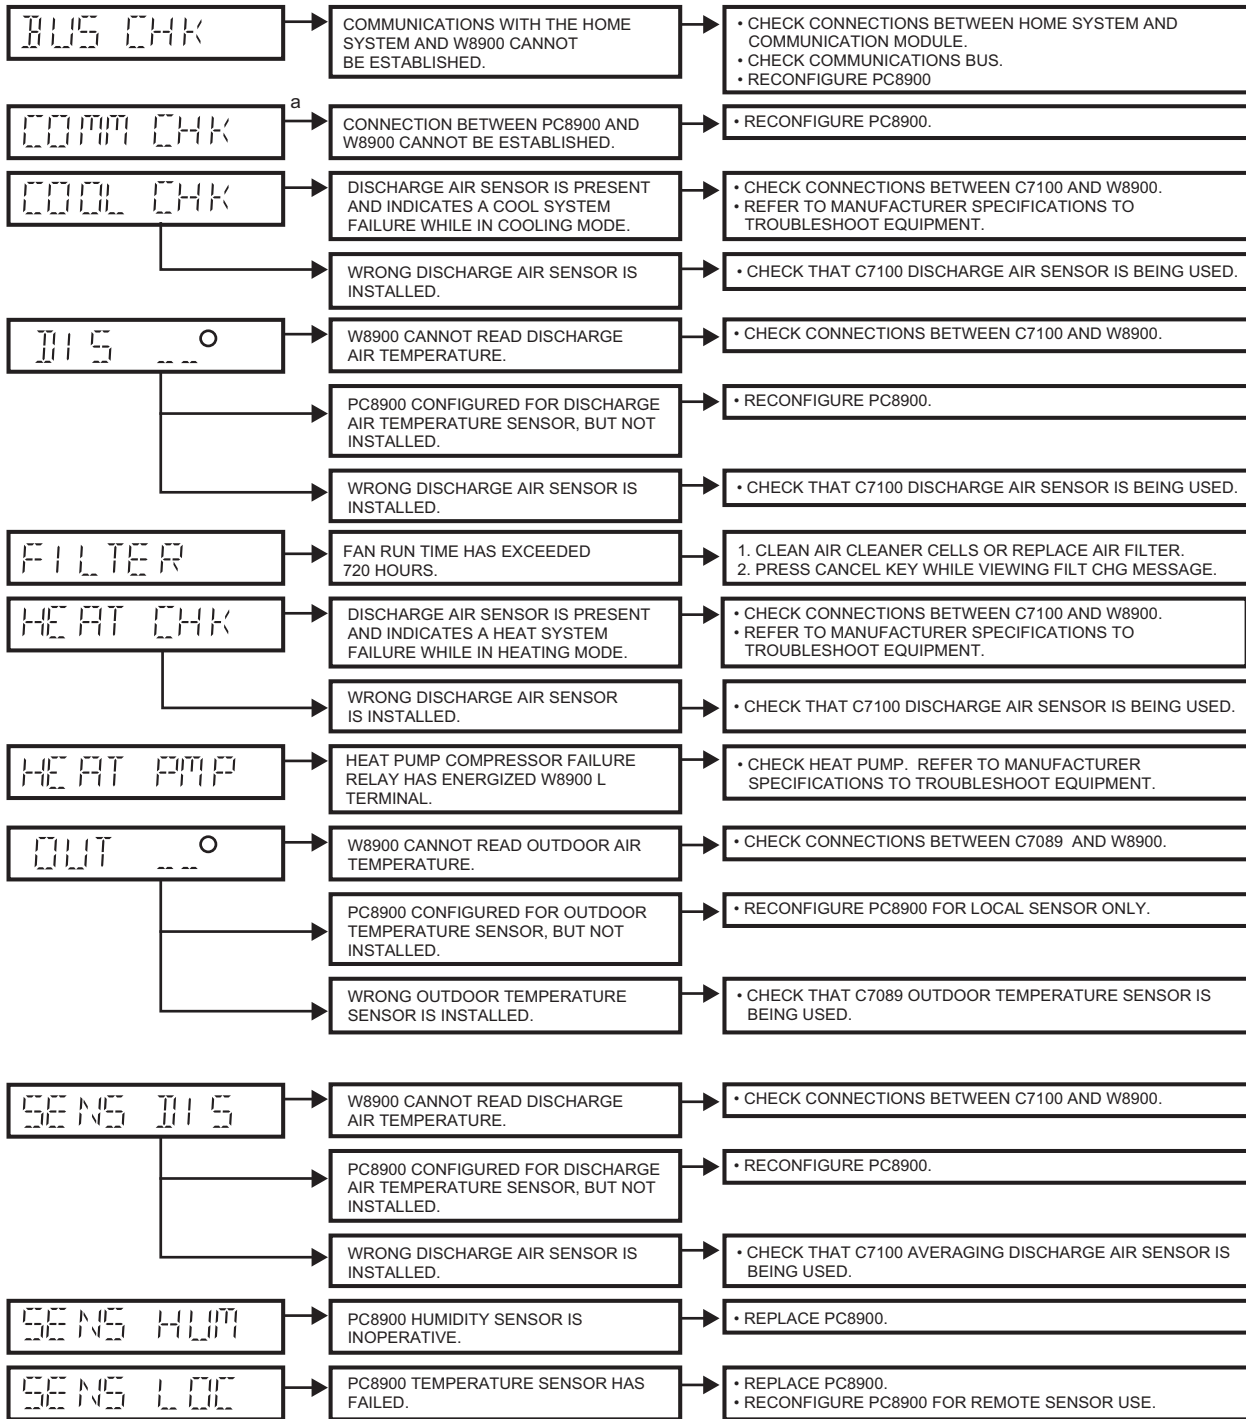 BUS CHK
COMMUNICATIONS WITH THE HOME
SYSTEM AND W8900 CANNOT
BE ESTABLISHED.
• CHECK CONNECTIONS BETWEEN HOME SYSTEM AND
COMMUNICATION MODULE.
• CHECK COMMUNICATIONS BUS.
• RECONFIGURE PC8900
COMM CHK
a
CONNECTION BETWEEN PC8900 AND
W8900 CANNOT BE ESTABLISHED.
• RECONFIGURE PC8900.
COOL CHK
DISCHARGE AIR SENSOR IS PRESENT
AND INDICATES A COOL SYSTEM
FAILURE WHILE IN COOLING MODE.
• CHECK CONNECTIONS BETWEEN C7100 AND W8900.
• REFER TO MANUFACTURER SPECIFICATIONS TO
TROUBLESHOOT EQUIPMENT.
WRONG DISCHARGE AIR SENSOR IS
INSTALLED.
• CHECK THAT C7100 DISCHARGE AIR SENSOR IS BEING USED.
DIS _ _°
W8900 CANNOT READ DISCHARGE
AIR TEMPERATURE.
• CHECK CONNECTIONS BETWEEN C7100 AND W8900.
PC8900 CONFIGURED FOR DISCHARGE
AIR TEMPERATURE SENSOR, BUT NOT
INSTALLED.
• RECONFIGURE PC8900.
WRONG DISCHARGE AIR SENSOR IS
INSTALLED.
• CHECK THAT C7100 DISCHARGE AIR SENSOR IS BEING USED.
FILTER
FAN RUN TIME HAS EXCEEDED
720 HOURS.
1. CLEAN AIR CLEANER CELLS OR REPLACE AIR FILTER.
2. PRESS CANCEL KEY WHILE VIEWING FILT CHG MESSAGE.
HEAT CHK
DISCHARGE AIR SENSOR IS PRESENT
AND INDICATES A HEAT SYSTEM
FAILURE WHILE IN HEATING MODE.
• CHECK CONNECTIONS BETWEEN C7100 AND W8900.
• REFER TO MANUFACTURER SPECIFICATIONS TO
TROUBLESHOOT EQUIPMENT.
WRONG DISCHARGE AIR SENSOR
IS INSTALLED.
• CHECK THAT C7100 DISCHARGE AIR SENSOR IS BEING USED.
HEAT PMP
HEAT PUMP COMPRESSOR FAILURE
RELAY HAS ENERGIZED W8900 L
TERMINAL.
• CHECK HEAT PUMP. REFER TO MANUFACTURER
SPECIFICATIONS TO TROUBLESHOOT EQUIPMENT.
OUT _ _°
W8900 CANNOT READ OUTDOOR AIR
TEMPERATURE.
• CHECK CONNECTIONS BETWEEN C7089 AND W8900.
PC8900 CONFIGURED FOR OUTDOOR
TEMPERATURE SENSOR, BUT NOT
INSTALLED.
• RECONFIGURE PC8900 FOR LOCAL SENSOR ONLY.
WRONG OUTDOOR TEMPERATURE
SENSOR IS INSTALLED.
• CHECK THAT C7089 OUTDOOR TEMPERATURE SENSOR IS
BEING USED.
SENS DIS
W8900 CANNOT READ DISCHARGE
AIR TEMPERATURE.
• CHECK CONNECTIONS BETWEEN C7100 AND W8900.
PC8900 CONFIGURED FOR DISCHARGE
AIR TEMPERATURE SENSOR, BUT NOT
INSTALLED.
• RECONFIGURE PC8900.
WRONG DISCHARGE AIR SENSOR IS
INSTALLED.
• CHECK THAT C7100 AVERAGING DISCHARGE AIR SENSOR IS
BEING USED.
SENS HUM
PC8900 HUMIDITY SENSOR IS
INOPERATIVE.
• REPLACE PC8900.
SENS LOC
PC8900 TEMPERATURE SENSOR HAS
FAILED.
• REPLACE PC8900.
• RECONFIGURE PC8900 FOR REMOTE SENSOR USE.